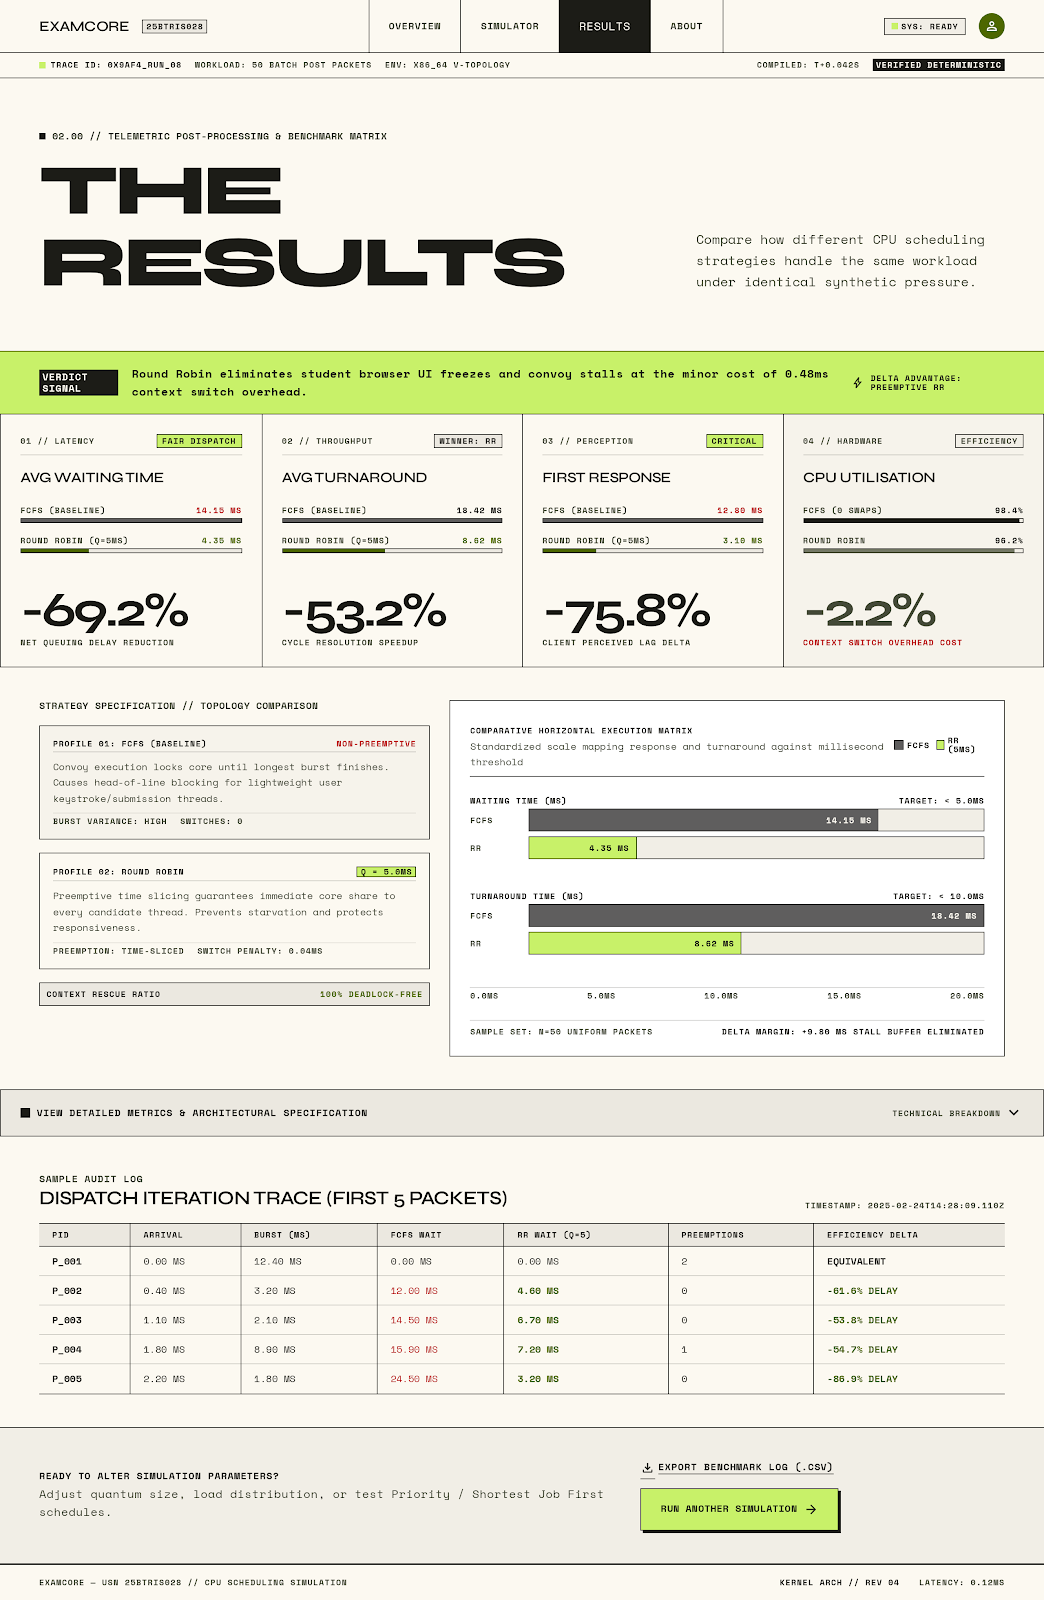 EXAMCORE 25BTRIS028 OVERVIEW SIMULATOR RESULTS ABOUT SYS: READY
TRACE ID: 0X9AF4_RUN_08 WORKLOAD: 50 BATCH POST PACKETS ENV: X86_64 V-TOPOLOGY COMPILED: T+0.042S VERIFIED DETERMINISTIC
02.00 // TELEMETRIC POST-PROCESSING & BENCHMARK MATRIX
THE
RESULTS
Compare how different CPU scheduling
strategies handle the same workload
under identical synthetic pressure.
VERDICT
SIGNAL
Round Robin eliminates student browser UI freezes and convoy stalls at the minor cost of 0.48ms
context switch overhead.
DELTA ADVANTAGE:
PREEMPTIVE RR
01 // LATENCY FAIR DISPATCH
AVG WAITING TIME
FCFS (BASELINE) 14.15 MS
ROUND ROBIN (Q=5MS) 4.35 MS
-69.2%
NET QUEUING DELAY REDUCTION
02 // THROUGHPUT WINNER: RR
AVG TURNAROUND
FCFS (BASELINE) 18.42 MS
ROUND ROBIN (Q=5MS) 8.62 MS
-53.2%
CYCLE RESOLUTION SPEEDUP
03 // PERCEPTION CRITICAL
FIRST RESPONSE
FCFS (BASELINE) 12.80 MS
ROUND ROBIN (Q=5MS) 3.10 MS
-75.8%
CLIENT PERCEIVED LAG DELTA
04 // HARDWARE EFFICIENCY
CPU UTILISATION
FCFS (0 SWAPS) 98.4%
ROUND ROBIN 96.2%
-2.2%
CONTEXT SWITCH OVERHEAD COST
STRATEGY SPECIFICATION // TOPOLOGY COMPARISON
PROFILE 01: FCFS (BASELINE) NON-PREEMPTIVE
Convoy execution locks core until longest burst finishes.
Causes head-of-line blocking for lightweight user
keystroke/submission threads.
BURST VARIANCE: HIGH SWITCHES: 0
PROFILE 02: ROUND ROBIN Q = 5.0MS
Preemptive time slicing guarantees immediate core share to
every candidate thread. Prevents starvation and protects
responsiveness.
PREEMPTION: TIME-SLICED SWITCH PENALTY: 0.04MS
CONTEXT RESCUE RATIO 100% DEADLOCK-FREE
COMPARATIVE HORIZONTAL EXECUTION MATRIX
Standardized scale mapping response and turnaround against millisecond
threshold
FCFS RR
(5MS)
WAITING TIME (MS) TARGET: < 5.0MS
FCFS 14.15 MS
RR 4.35 MS
TURNAROUND TIME (MS) TARGET: < 10.0MS
FCFS 18.42 MS
RR 8.62 MS
0.0MS 5.0MS 10.0MS 15.0MS 20.0MS
SAMPLE SET: N=50 UNIFORM PACKETS DELTA MARGIN: +9.80 MS STALL BUFFER ELIMINATED
VIEW DETAILED METRICS & ARCHITECTURAL SPECIFICATION TECHNICAL BREAKDOWN
SAMPLE AUDIT LOG
DISPATCH ITERATION TRACE (FIRST 5 PACKETS) TIMESTAMP: 2025-02-24T14:28:09.110Z
PID ARRIVAL BURST (MS) FCFS WAIT RR WAIT (Q=5) PREEMPTIONS EFFICIENCY DELTA
P_001 0.00 MS 12.40 MS 0.00 MS 0.00 MS 2 EQUIVALENT
P_002 0.40 MS 3.20 MS 12.00 MS 4.60 MS 0 -61.6% DELAY
P_003 1.10 MS 2.10 MS 14.50 MS 6.70 MS 0 -53.8% DELAY
P_004 1.80 MS 8.90 MS 15.90 MS 7.20 MS 1 -54.7% DELAY
P_005 2.20 MS 1.80 MS 24.50 MS 3.20 MS 0 -86.9% DELAY
READY TO ALTER SIMULATION PARAMETERS?
Adjust quantum size, load distribution, or test Priority / Shortest Job First
schedules.
EXPORT BENCHMARK LOG (.CSV)
RUN ANOTHER SIMULATION
EXAMCORE — USN 25BTRIS028 // CPU SCHEDULING SIMULATION KERNEL ARCH // REV 04 LATENCY: 0.12MS